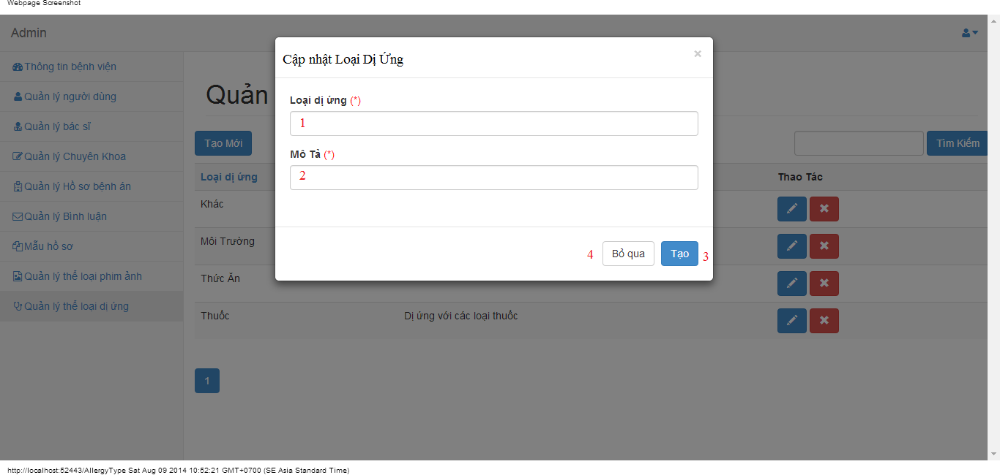 Webpage Screenshot
Admin
Thông tin bệnh viện
Quản lý người dùng
Quản lý bác sĩ
Quản lý Chuyên Khoa
Quản lý Hồ sơ bệnh án
Quản lý Bình luận
Mẫu hồ sơ
Quản lý thể loại phim ảnh
Quản lý thể loại dị ứng
Quản
Tạo Mới
Tìm Kiếm
Loại dị ứng
Thao Tác
Khác
Môi Trường
Thức Ăn
Thuốc
Dị ứng với các loại thuốc
1
Cập nhật Loại Dị Ứng
×
Loại dị ứng (*)
1
Mô Tả (*)
2
4 Bỏ qua Tạo 3
http://localhost:52443/AllergyType Sat Aug 09 2014 10:52:21 GMT+0700 (SE Asia Standard Time)